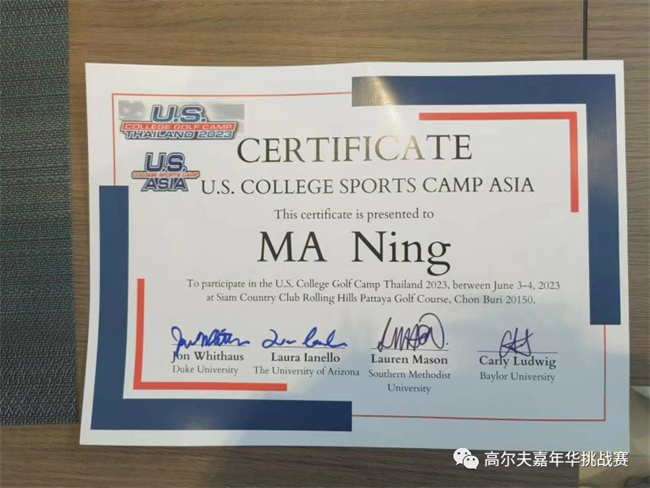 U.S.
COLLEGE GOLF CAMP
THAILAND 2023
U.S.
COLLEGE SPORTS CAMP
ASIA
CERTIFICATE
U.S. COLLEGE SPORTS CAMP ASIA
This certificate is presented to
MA Ning
To participate in the U.S. College Golf Camp Thailand 2023, between June 3-4, 2023
at Siam Country Club Rolling Hills Pattaya Golf Course, Chon Buri 20150.
Jon Whithaus
Duke University
Laura Ianello
The University of Arizona
Lauren Mason
Southern Methodist
University
Carly Ludwig
Baylor University
高尔夫嘉年华挑战赛